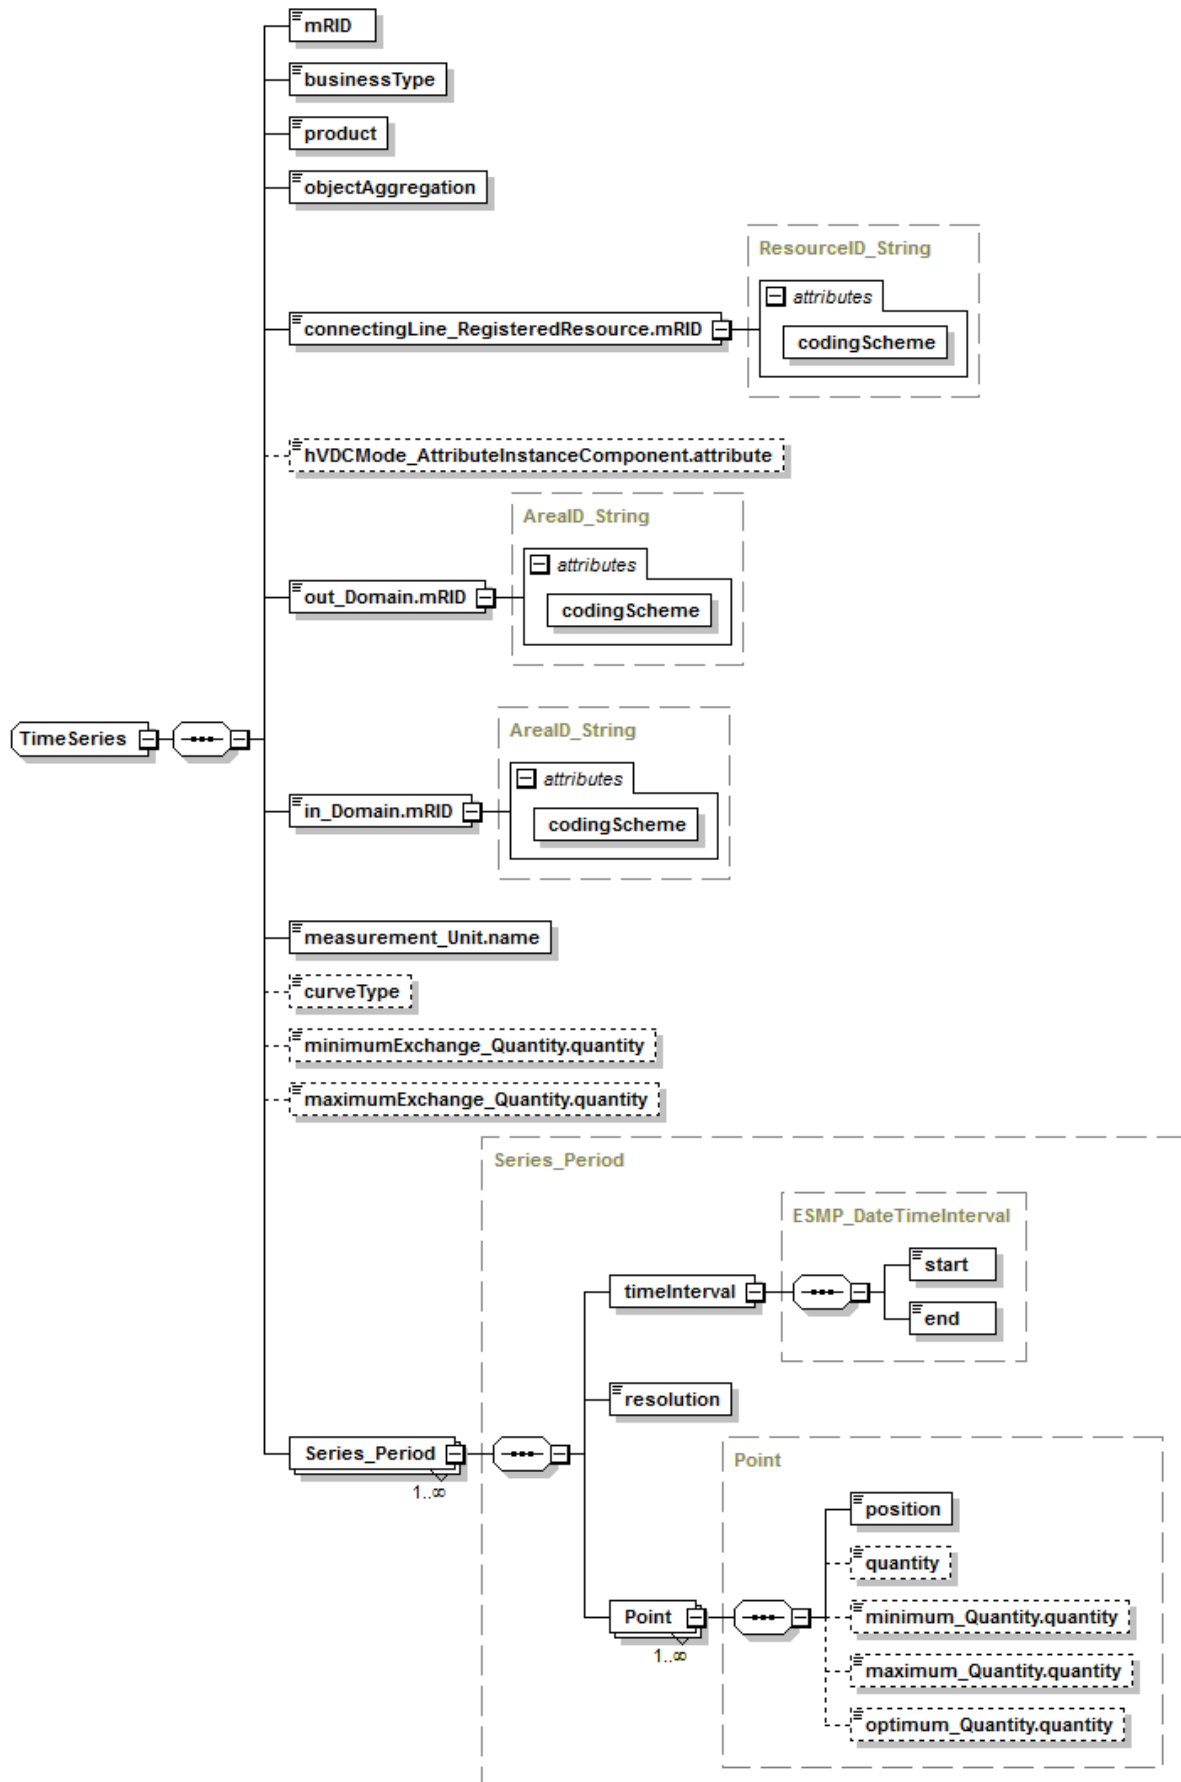 mRID
businessType
product
objectAggregation
ResourceID_String
attributes
connectingLine_RegisteredResource.mRID
codingScheme
hVDCMode_AttributeInstanceComponent.attribute
AreaID_String
attributes
out_Domain.mRID
codingScheme
TimeSeries
AreaID_String
attributes
in_Domain.mRID
codingScheme
measurement_Unit.name
curveType
minimumExchange_Quantity.quantity
maximumExchange_Quantity.quantity
Series_Period
ESMP_DateTimeInterval
start
timeInterval
end
resolution
Series_Period
1..∞
Point
position
quantity
Point
1..∞
minimum_Quantity.quantity
maximum_Quantity.quantity
optimum_Quantity.quantity